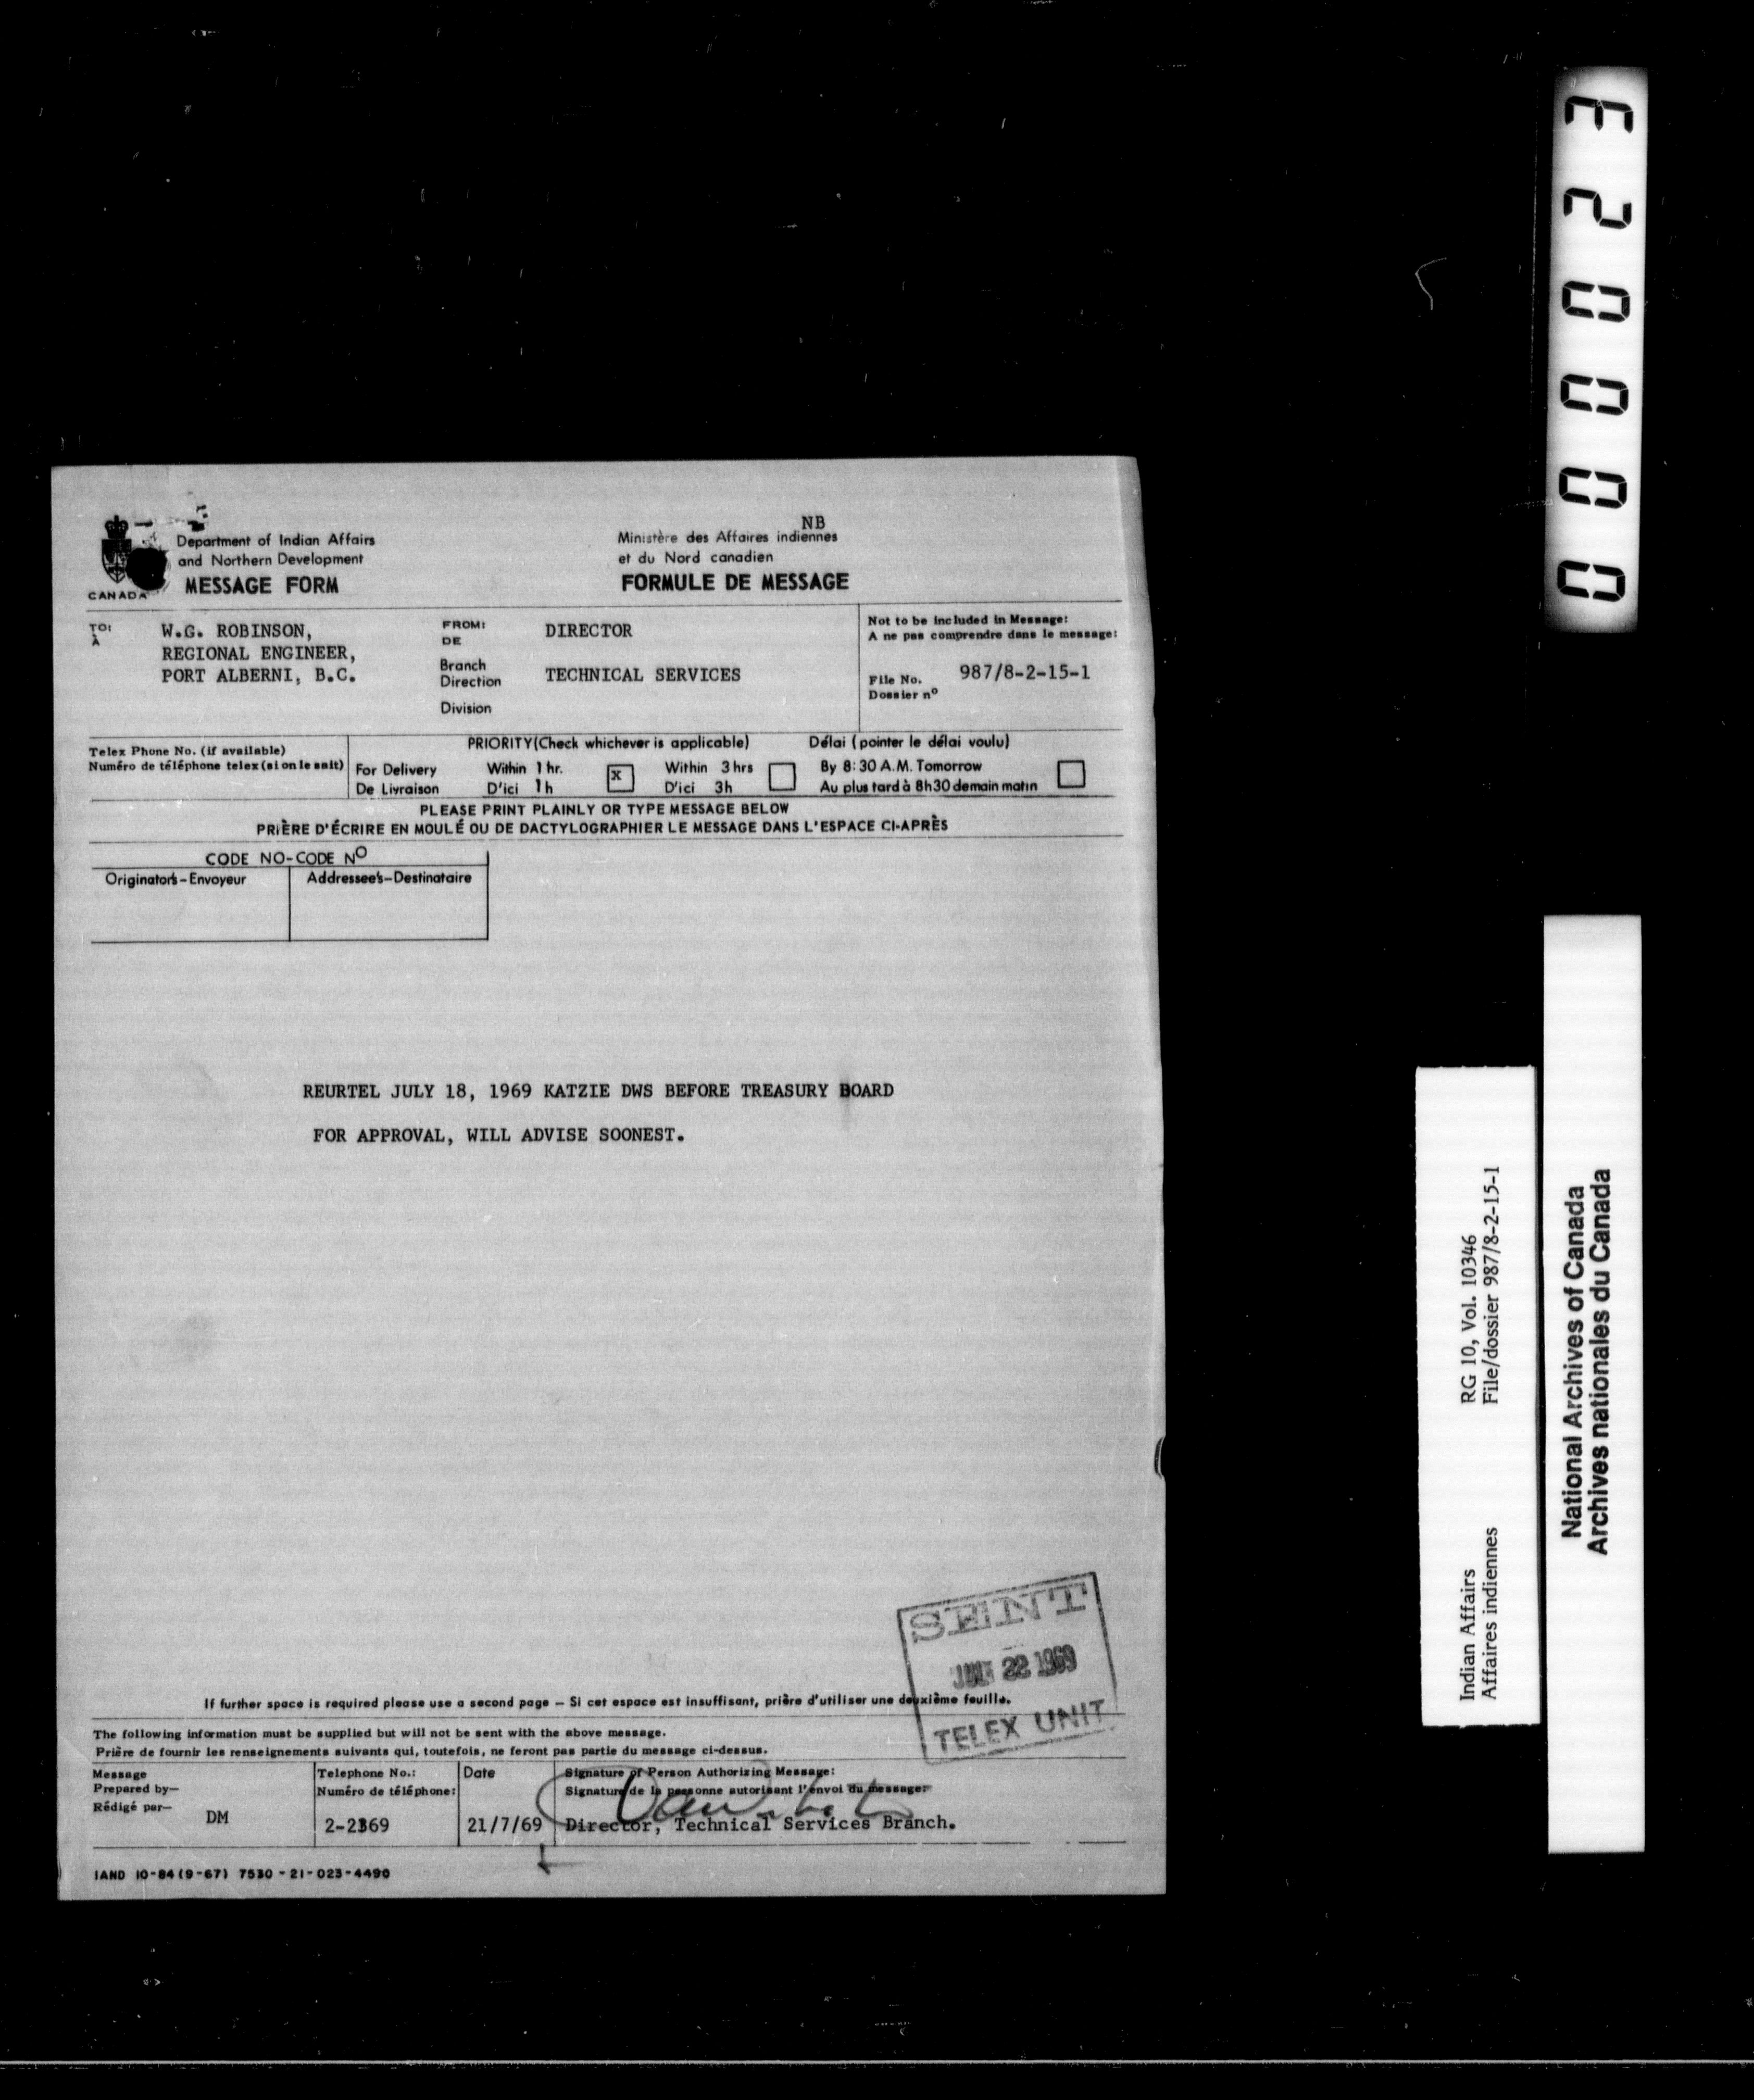 NB
Department of Indian Affairs
and Northern Development
MESSAGE FORM
CANADA
Ministère des Affaires indiennes
et du Nord canadien
FORMULE DE MESSAGE
TO:
À
W.G. ROBINSON,
REGIONAL ENGINEER,
PORT ALBERNI, B.C.
FROM:
DE
DIRECTOR
Branch
Direction
TECHNICAL SERVICES
Division
Not to be included in Message:
A ne pas comprendre dans le message:
File No.
Dossier nº
987/8-2-15-1
Telex Phone No. (if available)
Numéro de téléphone telex (si on le sait)
PRIORITY (Check whichever is applicable)
Délai (pointer le délai voulu)
For Delivery
De Livraison
Within 1 hr.
D'ici 1h
x
Within 3 hrs
D'ici 3h
By 8:30 A.M. Tomorrow
Au plus tard à 8h30 demain matin
PLEASE PRINT PLAINLY OR TYPE MESSAGE BELOW
PRIÈRE D'ÉCRIRE EN MOULÉ OU DE DACTYLOGRAPHIER LE MESSAGE DANS L'ESPACE CI-APRÈS
CODE NO-CODE Nº
Originator's-Envoyeur
Addressee's-Destinataire
REURTEL JULY 18, 1969 KATZIE DWS BEFORE TREASURY BOARD
FOR APPROVAL, WILL ADVISE SOONEST.
SENT
22 1969
TELEX UNIT
If further space is required please use a second page – Si cet espace est insuffisant, prière d'utiliser une deuxième feuille.
The following information must be supplied but will not be sent with the above message.
Prière de fournir les renseignements suivants qui, toutefois, ne feront pas partie du message ci-dessus.
Message
Prepared by—
Rédigé par—
DM
Telephone No.:
Numéro de téléphone:
2-2369
Date
21/7/69
Signature of Person Authorizing Message:
Signature de la personne autorisant l'envoi du message:
Director, Technical Services Branch.
IAND 10-84 (9-67) 7530-21-023-4490
000023
Indian Affairs
Affaires indiennes
RG 10, Vol. 10346
File/dossier 987/8-2-15-1
National Archives of Canada
Archives nationales du Canada